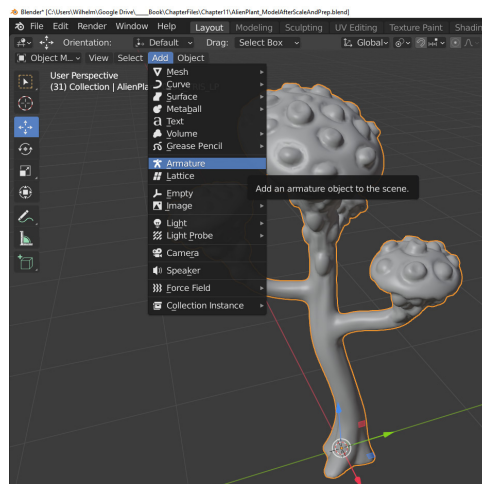 Blender* [C:\Users\Wilhelm\Google Drive\____Book\ChapterFiles\Chapter11\AlienPlant_ModelAfterScaleAndPrep.blend]
File Edit Render Window Help Layout Modeling Sculpting UV Editing Texture Paint Shadin
Orientation: Default Drag: Select Box Global
Object M... View Select Add Object
User Perspective
(31) Collection | AlienPla
Mesh
Curve
Surface
Metaball
Text
Volume
Grease Pencil
Armature
Lattice
Add an armature object to the scene.
Empty
Image
Light
Light Probe
Camera
Speaker
Force Field
Collection Instance